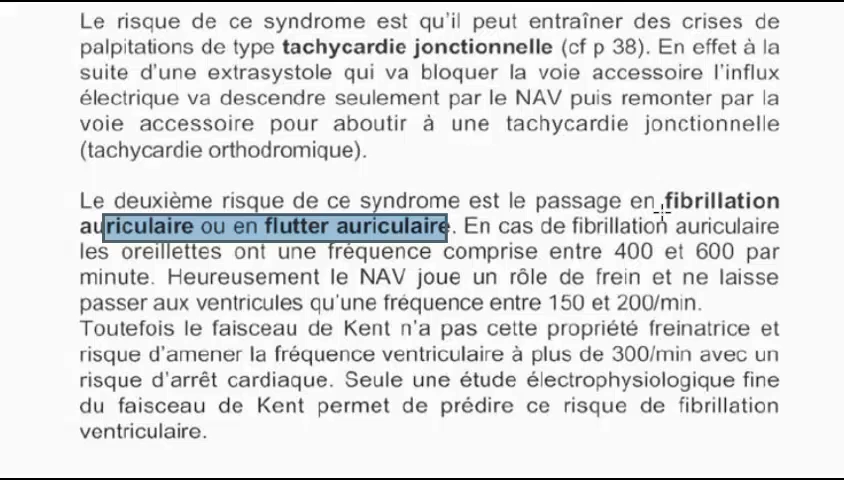 Le risque de ce syndrome est qu'il peut entraîner des crises de
palpitations de type tachycardie jonctionnelle (cf p 38). En effet à la
suite d'une extrasystole qui va bloquer la voie accessoire l'influx
électrique va descendre seulement par le NAV puis remonter par la
voie accessoire pour aboutir à une tachycardie jonctionnelle
(tachycardie orthodromique).
Le deuxième risque de ce syndrome est le passage en fibrillation
auriculaire ou en flutter auriculaire. En cas de fibrillation auriculaire
les oreillettes ont une fréquence comprise entre 400 et 600 par
minute. Heureusement le NAV joue un rôle de frein et ne laisse
passer aux ventricules qu'une fréquence entre 150 et 200/min.
Toutefois le faisceau de Kent n'a pas cette propriété freinatrice et
risque d'amener la fréquence ventriculaire à plus de 300/min avec un
risque d'arrêt cardiaque. Seule une étude électrophysiologique fine
du faisceau de Kent permet de prédire ce risque de fibrillation
ventriculaire.